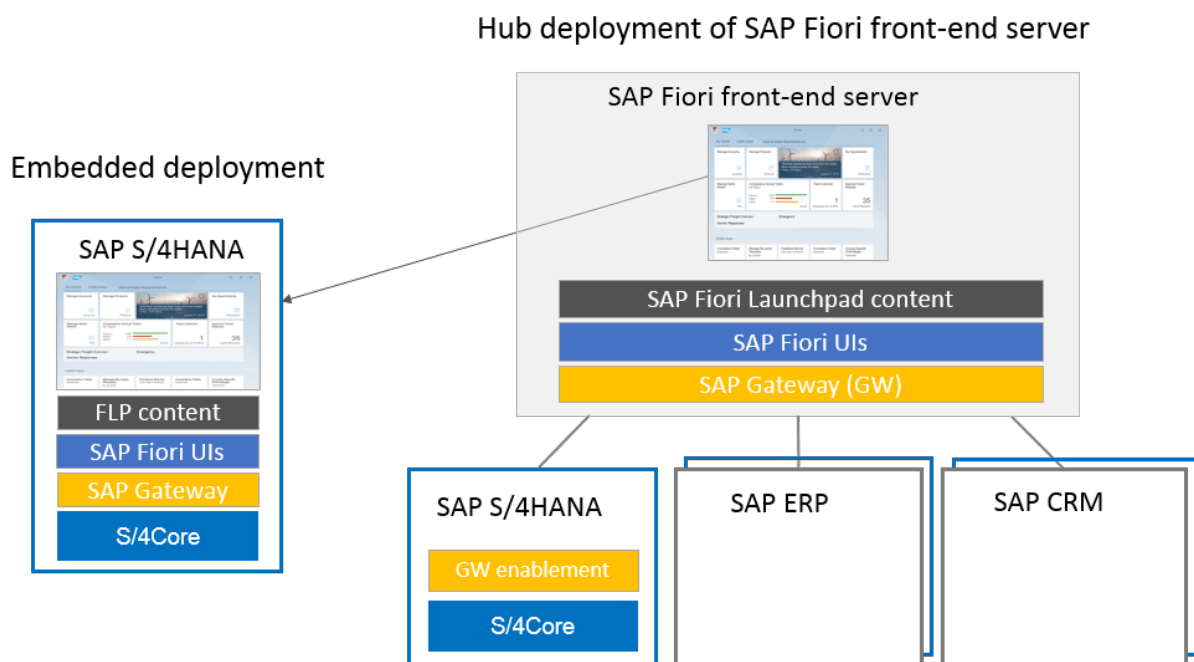 Hub deployment of SAP Fiori front-end server
SAP Fiori front-end server
Embedded deployment
SAP S/4HANA
FLP content
SAP Fiori UIs
SAP Gateway
S/4Core
SAP Fiori Launchpad content
SAP Fiori UIs
SAP Gateway (GW)
SAP S/4HANA
GW enablement
S/4Core
SAP ERP
SAP CRM